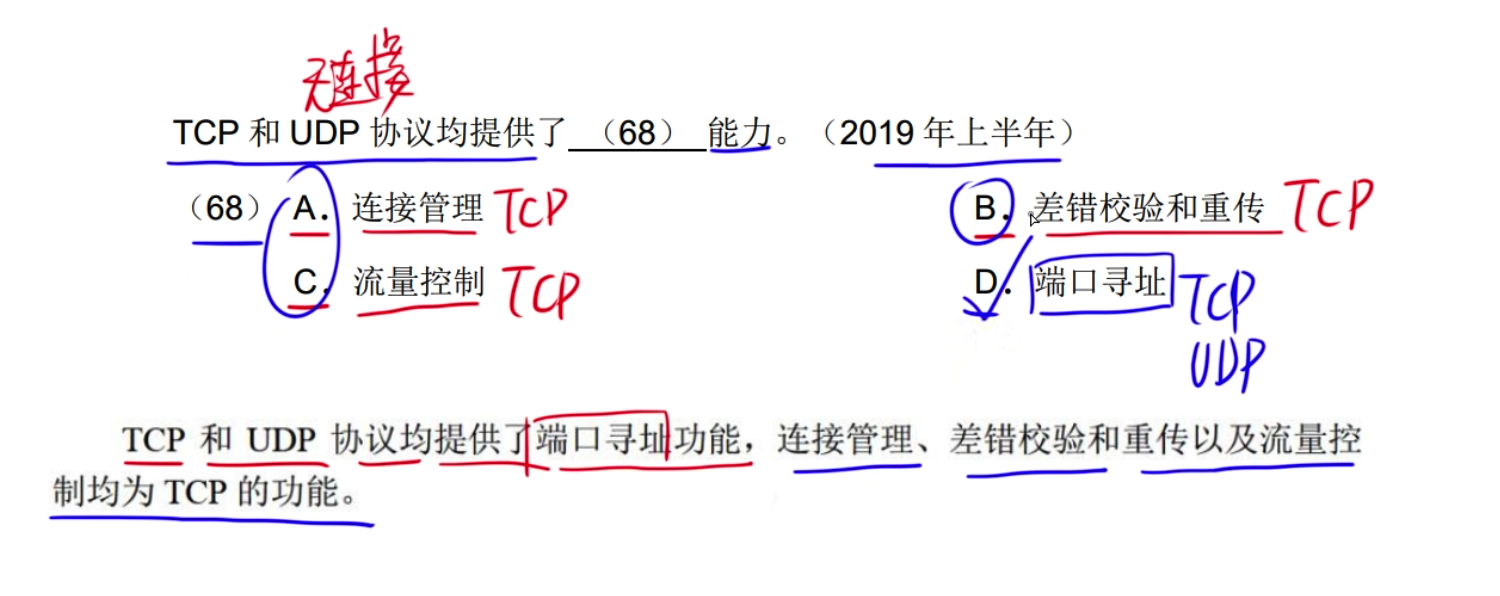 无连接
TCP 和 UDP 协议均提供了 （68） 能力。（2019 年上半年）
（68）A. 连接管理 TCP B. 差错校验和重传 TCP
C. 流量控制 TCP D. 端口寻址 TCP
UDP
TCP 和 UDP 协议均提供了端口寻址功能，连接管理、差错校验和重传以及流量控
制均为 TCP 的功能。